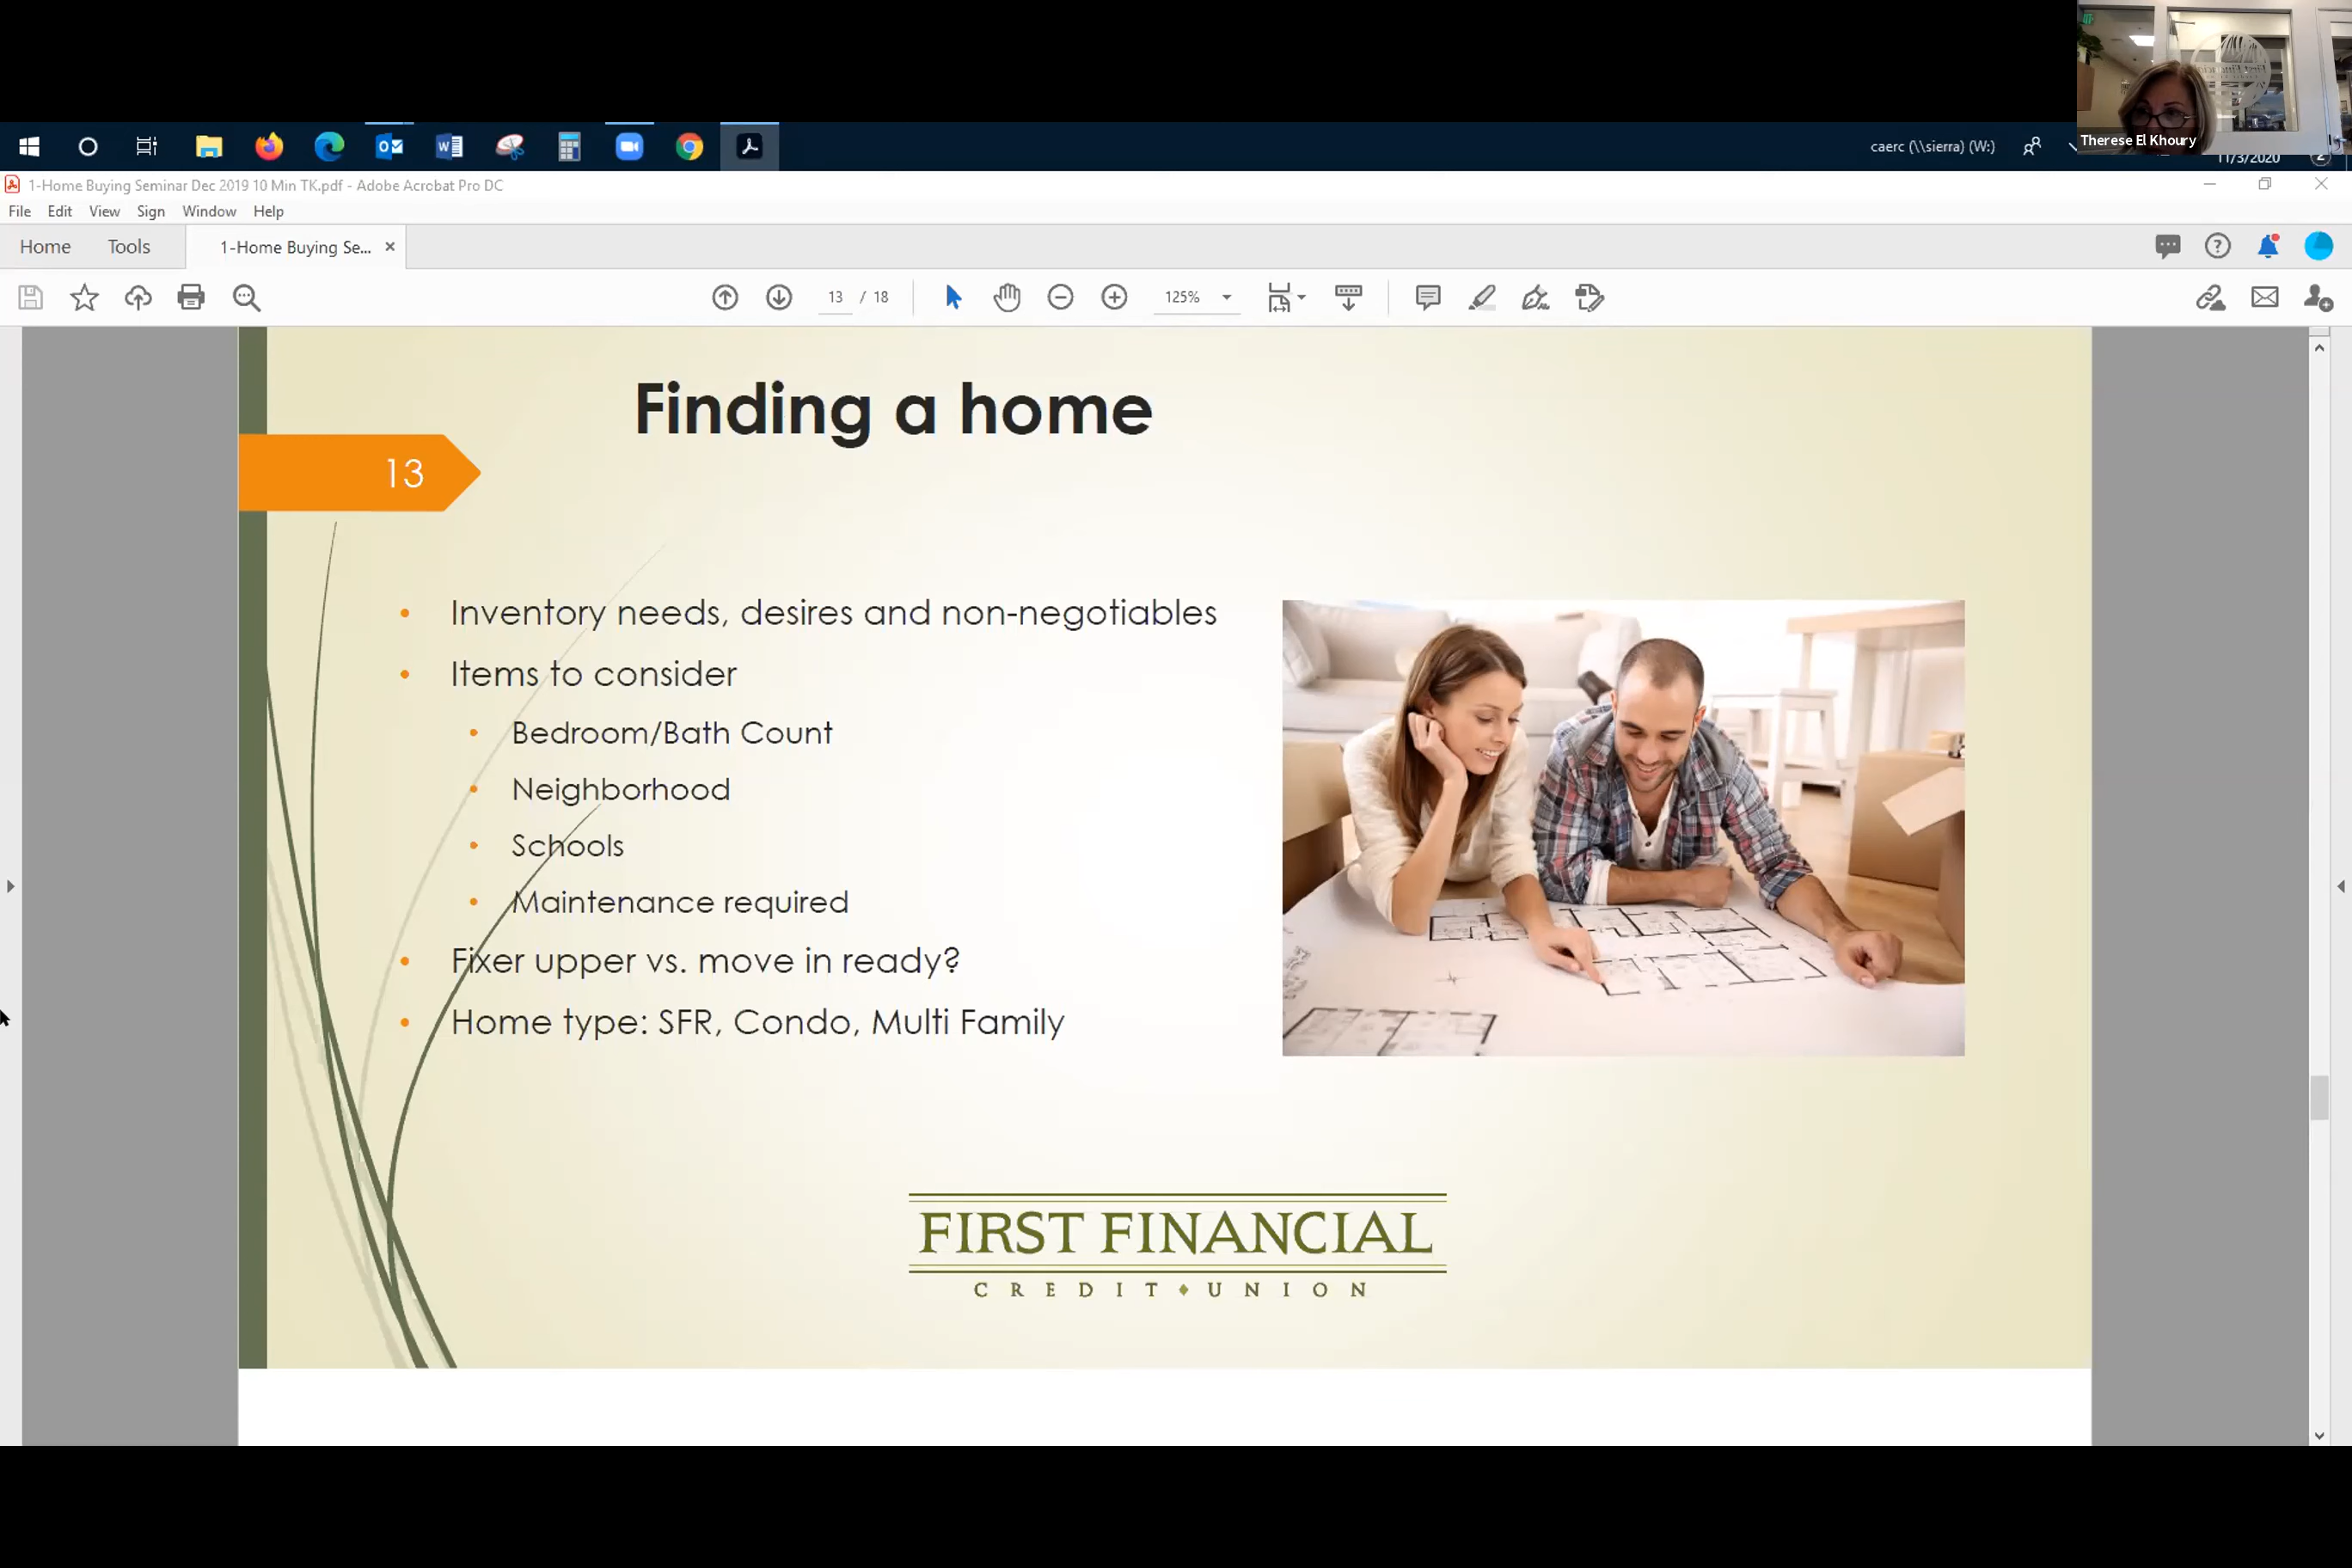 Therese El Khoury
caerc (\\sierra) (W:)
11/3/2020
2
1-Home Buying Seminar Dec 2019 10 Min TK.pdf - Adobe Acrobat Pro DC
File Edit View Sign Window Help
Home Tools 1-Home Buying Se...
13 / 18 125%
Finding a home
13
• Inventory needs, desires and non-negotiables
• Items to consider
• Bedroom/Bath Count
• Neighborhood
• Schools
• Maintenance required
• Fixer upper vs. move in ready?
• Home type: SFR, Condo, Multi Family
FIRST FINANCIAL
CREDIT♦UNION